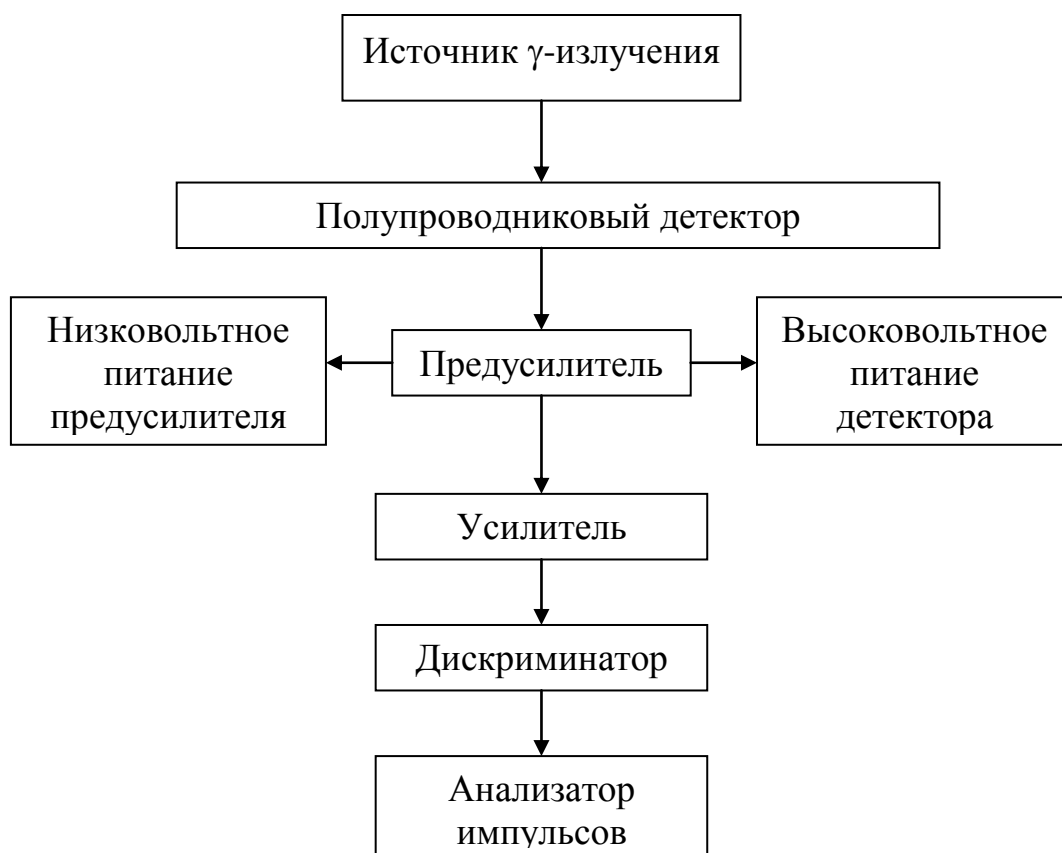 Источник γ-излучения
Полупроводниковый детектор
Низковольтное
питание
предусилителя
Предусилитель
Высоковольтное
питание
детектора
Усилитель
Дискриминатор
Анализатор
импульсов